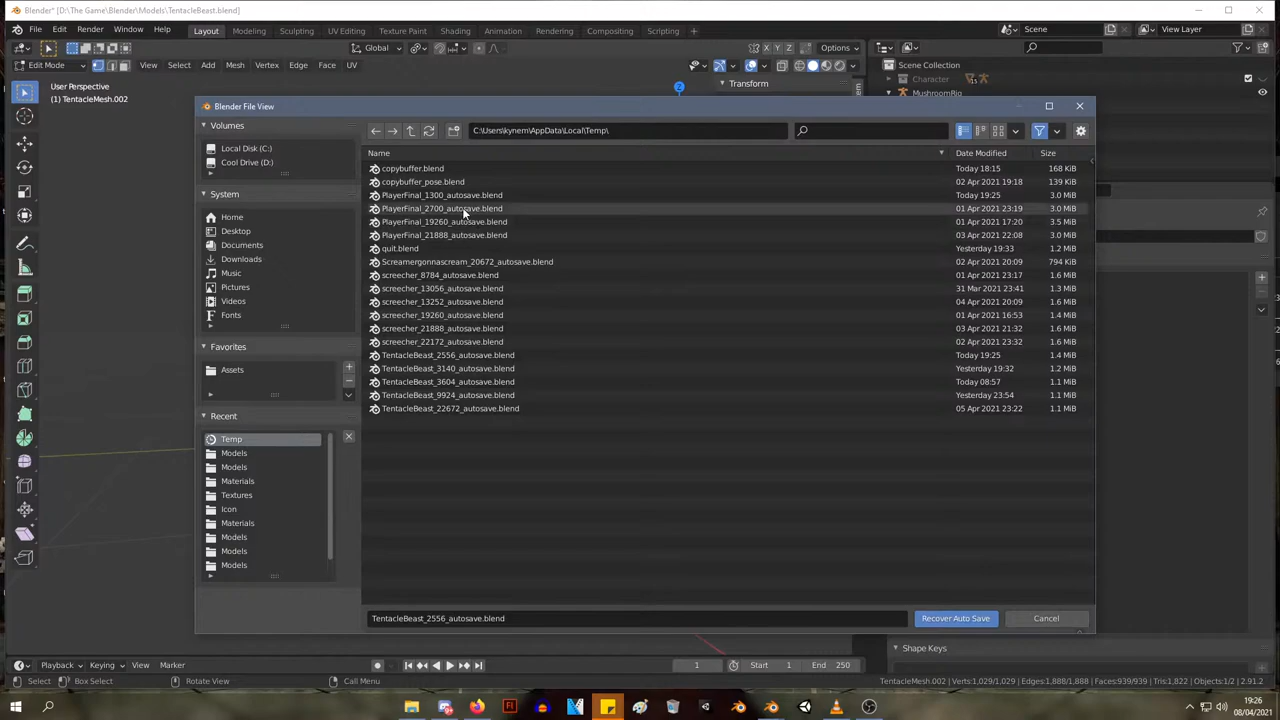 Blender* [D:\The Game\Blender\Models\TentacleBeast.blend]
File Edit Render Window Help Layout Modeling Sculpting UV Editing Texture Paint Shading Animation Rendering Compositing Scripting Scene View Layer
Global X Y Z Options
Edit Mode View Select Add Mesh Vertex Edge Face UV Scene Collection
Transform Character
User Perspective
(1) TentacleMesh.002
MushroomRig
Blender File View
Volumes
Local Disk (C:)
Cool Drive (D:)
System
Home
Desktop
Documents
Downloads
Music
Pictures
Videos
Fonts
Favorites
Assets
Recent
Temp
Models
Models
Materials
Textures
Icon
Materials
Models
Models
Models
C:\Users\kynem\AppData\Local\Temp\
Name Date Modified Size
copybuffer.blend Today 18:15 168 KiB
copybuffer_pose.blend 02 Apr 2021 19:18 139 KiB
PlayerFinal_1300_autosave.blend Today 19:25 3.0 MiB
PlayerFinal_2700_autosave.blend 01 Apr 2021 23:19 3.0 MiB
PlayerFinal_19260_autosave.blend 01 Apr 2021 17:20 3.5 MiB
PlayerFinal_21888_autosave.blend 03 Apr 2021 22:08 3.0 MiB
quit.blend Yesterday 19:33 1.2 MiB
Screamergonnascream_20672_autosave.blend 02 Apr 2021 20:09 794 KiB
screecher_8784_autosave.blend 01 Apr 2021 23:17 1.6 MiB
screecher_13056_autosave.blend 31 Mar 2021 23:41 1.3 MiB
screecher_13252_autosave.blend 04 Apr 2021 20:09 1.6 MiB
screecher_19260_autosave.blend 01 Apr 2021 16:53 1.4 MiB
screecher_21888_autosave.blend 03 Apr 2021 21:32 1.6 MiB
screecher_22172_autosave.blend 02 Apr 2021 23:32 1.6 MiB
TentacleBeast_2556_autosave.blend Today 19:25 1.4 MiB
TentacleBeast_3140_autosave.blend Yesterday 19:32 1.2 MiB
TentacleBeast_3604_autosave.blend Today 08:57 1.1 MiB
TentacleBeast_9924_autosave.blend Yesterday 23:54 1.1 MiB
TentacleBeast_22672_autosave.blend 05 Apr 2021 23:22 1.1 MiB
TentacleBeast_2556_autosave.blend Recover Auto Save Cancel
Shape Keys
Playback Keying View Marker 1 Start 1 End 250
Select Box Select Rotate View Call Menu TentacleMesh.002 | Verts:1,029/1,029 | Edges:1,888/1,888 | Faces:939/939 | Tris:1,822 | Objects:1/2 | 2.91.2
19:26
08/04/2021